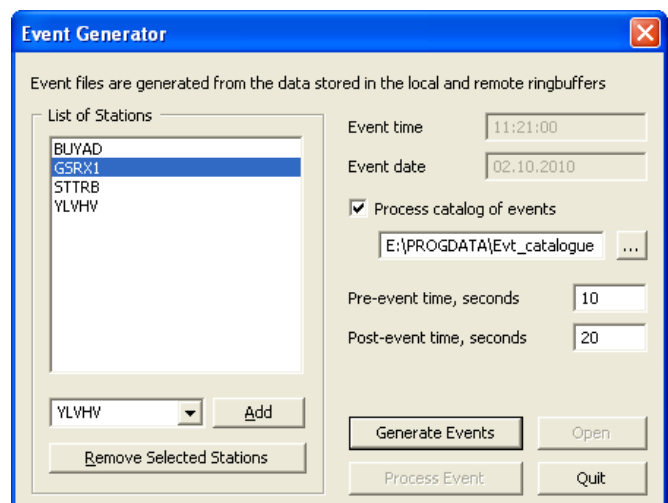 Event Generator
Event files are generated from the data stored in the local and remote ringbuffers
List of Stations
BUYAD
GSRX1
STTRB
YLVHV
YLVHV
Add
Remove Selected Stations
Event time
11:21:00
Event date
02.10.2010
Process catalog of events
E:\PROGDATA\Evt_catalogue
...
Pre-event time, seconds
10
Post-event time, seconds
20
Generate Events
Open
Process Event
Quit